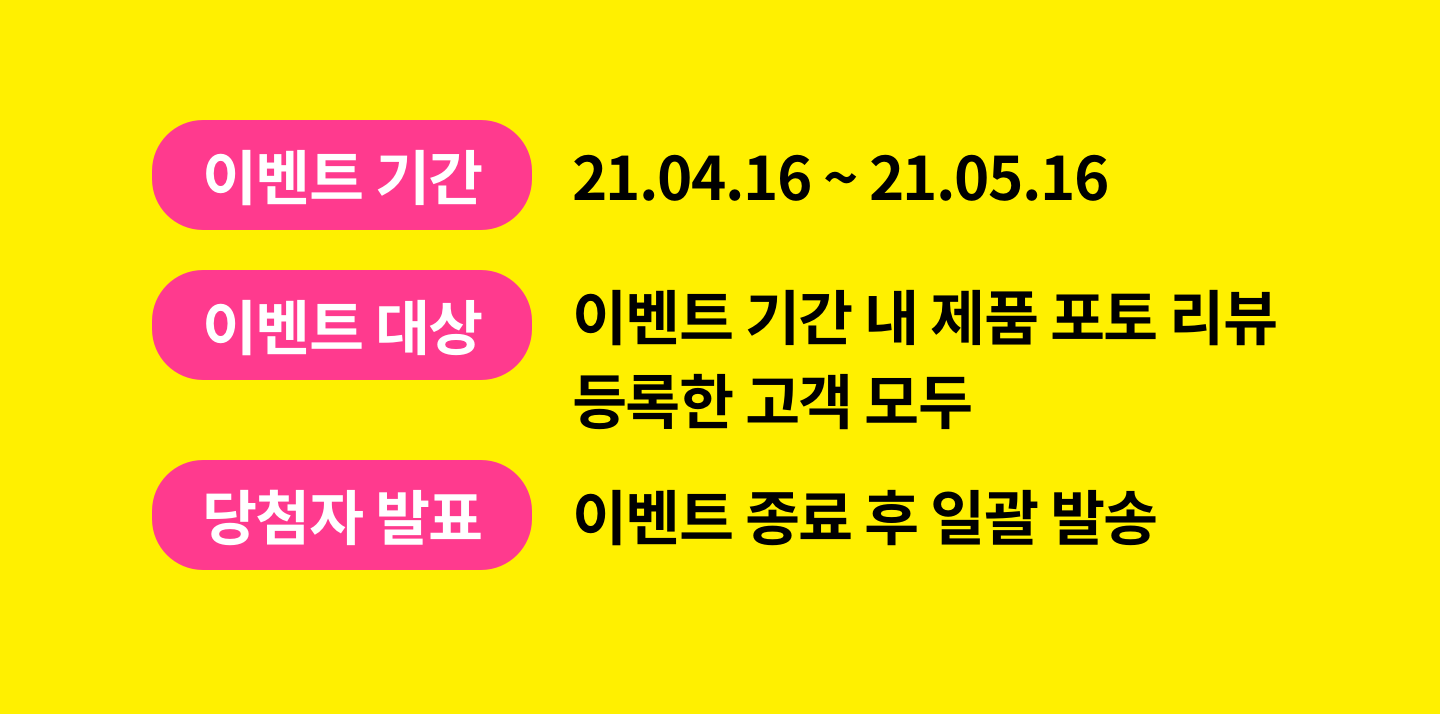 이벤트 기간 21.04.16 ~ 21.05.16
이벤트 대상 이벤트 기간 내 제품 포토 리뷰
등록한 고객 모두
당첨자 발표 이벤트 종료 후 일괄 발송